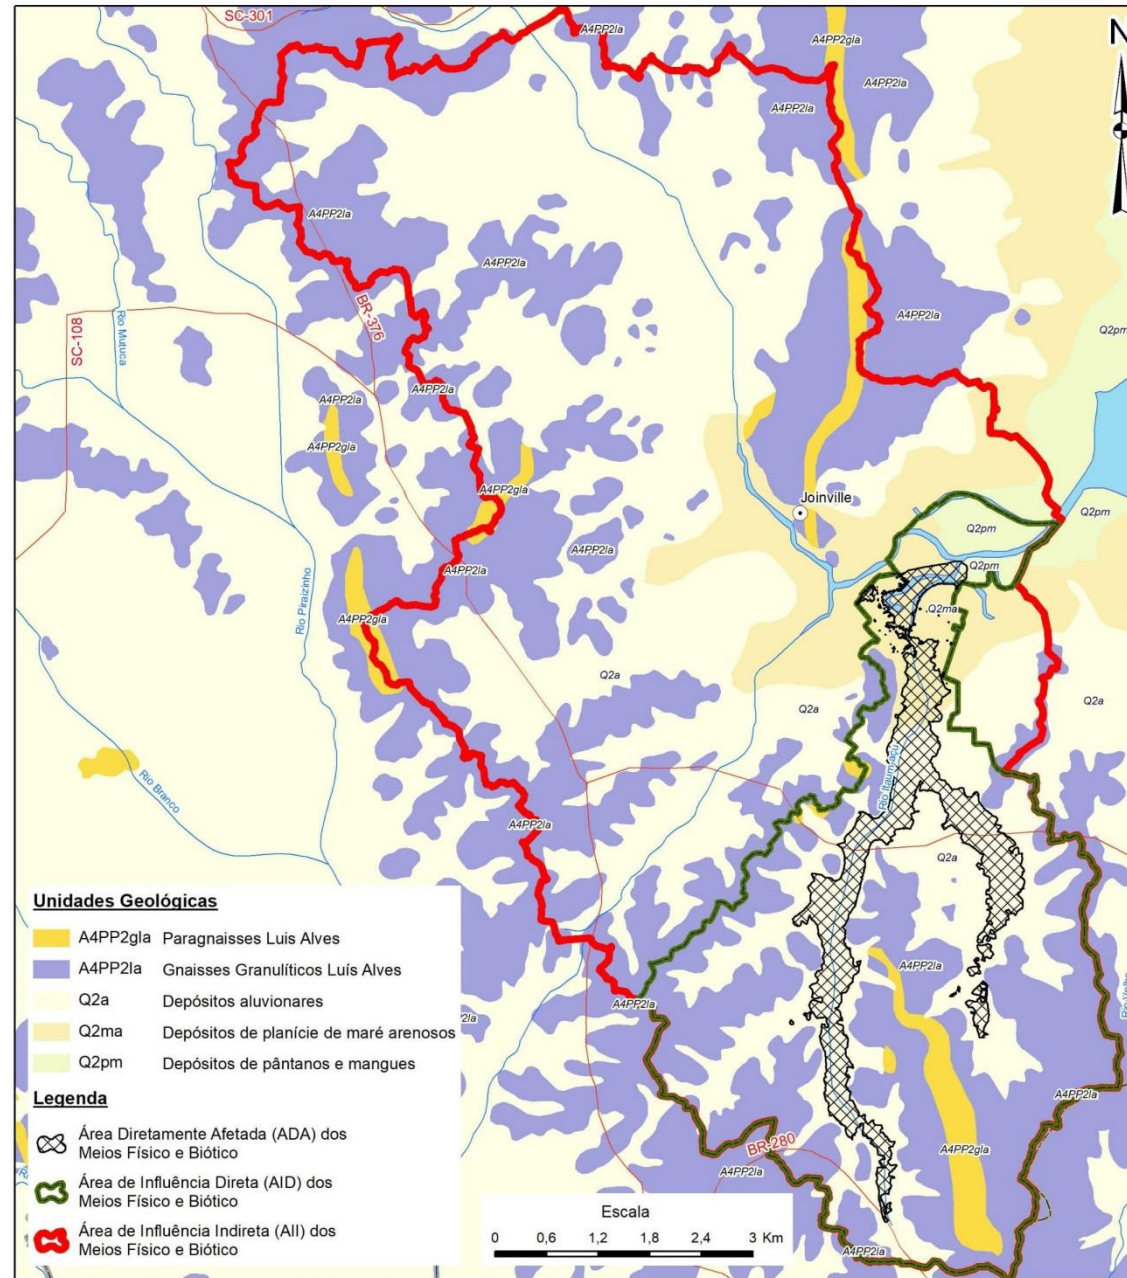 SC-301
A4PP2la
A4PP2gla
N
A4PP2la
A4PP2la
A4PP2la
A4PP2la
A4PP2la
Q2pm
BR-376
SC-108
Rio Mutuca
A4PP2la
A4PP2la
A4PP2gla
A4PP2gla
Joinville
Q2pm
Q2pm
A4PP2la
A4PP2la
Q2pm
Rio Piraizinho
Q2ma
A4PP2gla
Q2a
Q2a
Q2a
Rio Itaum-açu
Rio Branco
A4PP2la
Q2a
A4PP2la
A4PP2la
A4PP2la
A4PP2gla
BR-280
A4PP2la
A4PP2la
Unidades Geológicas
A4PP2gla Paragnaisses Luis Alves
A4PP2la Gnaisses Granulíticos Luís Alves
Q2a Depósitos aluvionares
Q2ma Depósitos de planície de maré arenosos
Q2pm Depósitos de pântanos e mangues
Legenda
Área Diretamente Afetada (ADA) dos
Meios Físico e Biótico
Área de Influência Direta (AID) dos
Meios Físico e Biótico
Área de Influência Indireta (AII) dos
Meios Físico e Biótico
Escala
0 0,6 1,2 1,8 2,4 3 Km